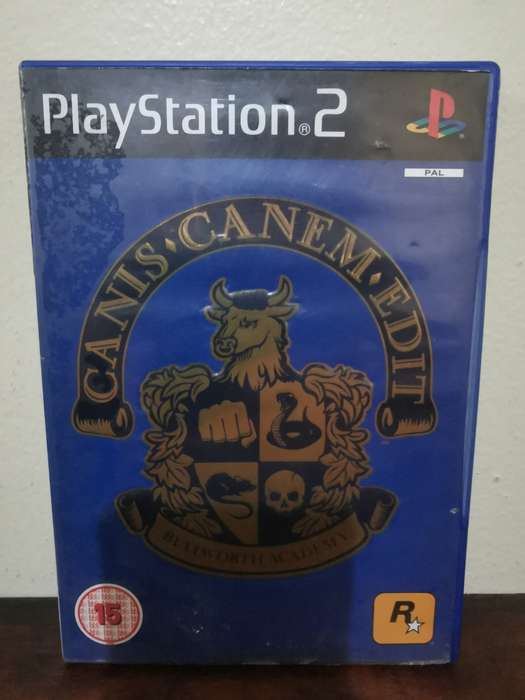 PlayStation®2
PAL
CANIS·CANEM·EDIT
BULLWORTH ACADEMY
15
R